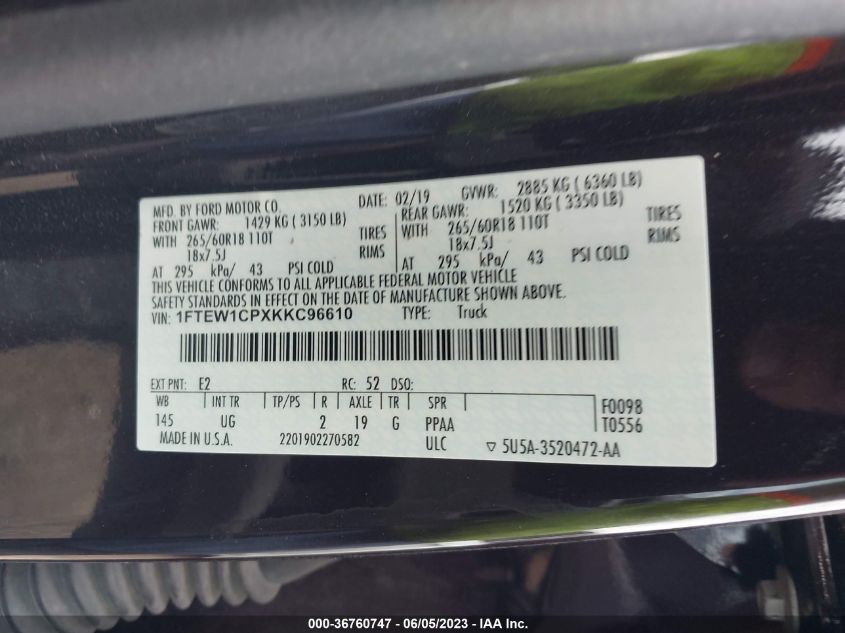 MFD. BY FORD MOTOR CO. DATE: 02/19 GVWR: 2885 KG ( 6360 LB)
FRONT GAWR: 1429 KG ( 3150 LB) REAR GAWR: 1520 KG ( 3350 LB)
WITH 265/60R18 110T TIRES WITH 265/60R18 110T TIRES
18x7.5J RIMS 18x7.5J RIMS
AT 295 kPa/ 43 PSI COLD AT 295 kPa/ 43 PSI COLD
THIS VEHICLE CONFORMS TO ALL APPLICABLE FEDERAL MOTOR VEHICLE
SAFETY STANDARDS IN EFFECT ON THE DATE OF MANUFACTURE SHOWN ABOVE.
VIN: 1FTEW1CPXKKC96610 TYPE: Truck
EXT PNT: E2 RC: 52 DSO:
WB INT TR TP/PS R AXLE TR SPR F0098
145 UG 2 19 G PPAA T0556
MADE IN U.S.A. 2201902270582 ULC ▽ 5U5A-3520472-AA
000-36760747 - 06/05/2023 - IAA Inc.